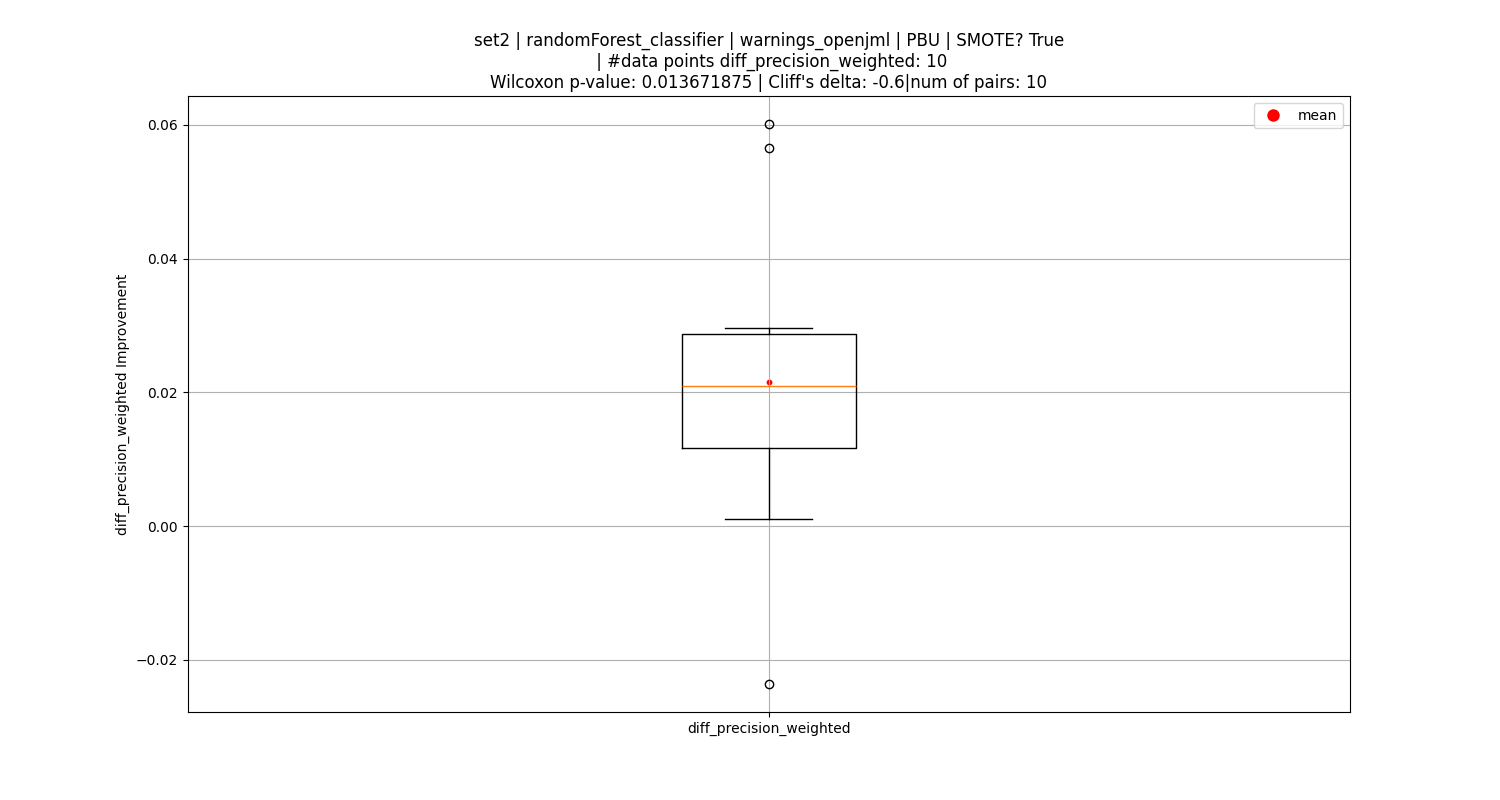 set2 | randomForest_classifier | warnings_openjml | PBU | SMOTE? True
| #data points diff_precision_weighted: 10
Wilcoxon p-value: 0.013671875 | Cliff's delta: -0.6|num of pairs: 10
mean
0.06
0.04
0.02
0.00
−0.02
diff_precision_weighted Improvement
diff_precision_weighted